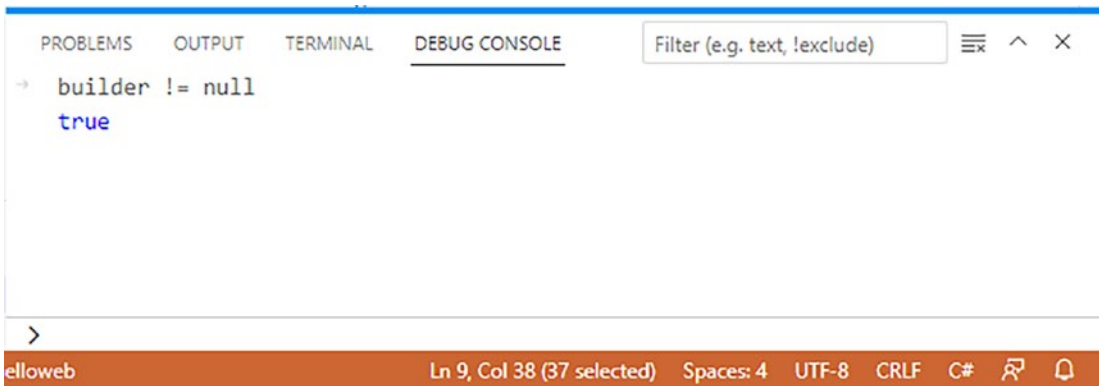 PROBLEMS OUTPUT TERMINAL DEBUG CONSOLE Filter (e.g. text, !exclude)
builder != null
true
>
elloweb Ln 9, Col 38 (37 selected) Spaces: 4 UTF-8 CRLF C#